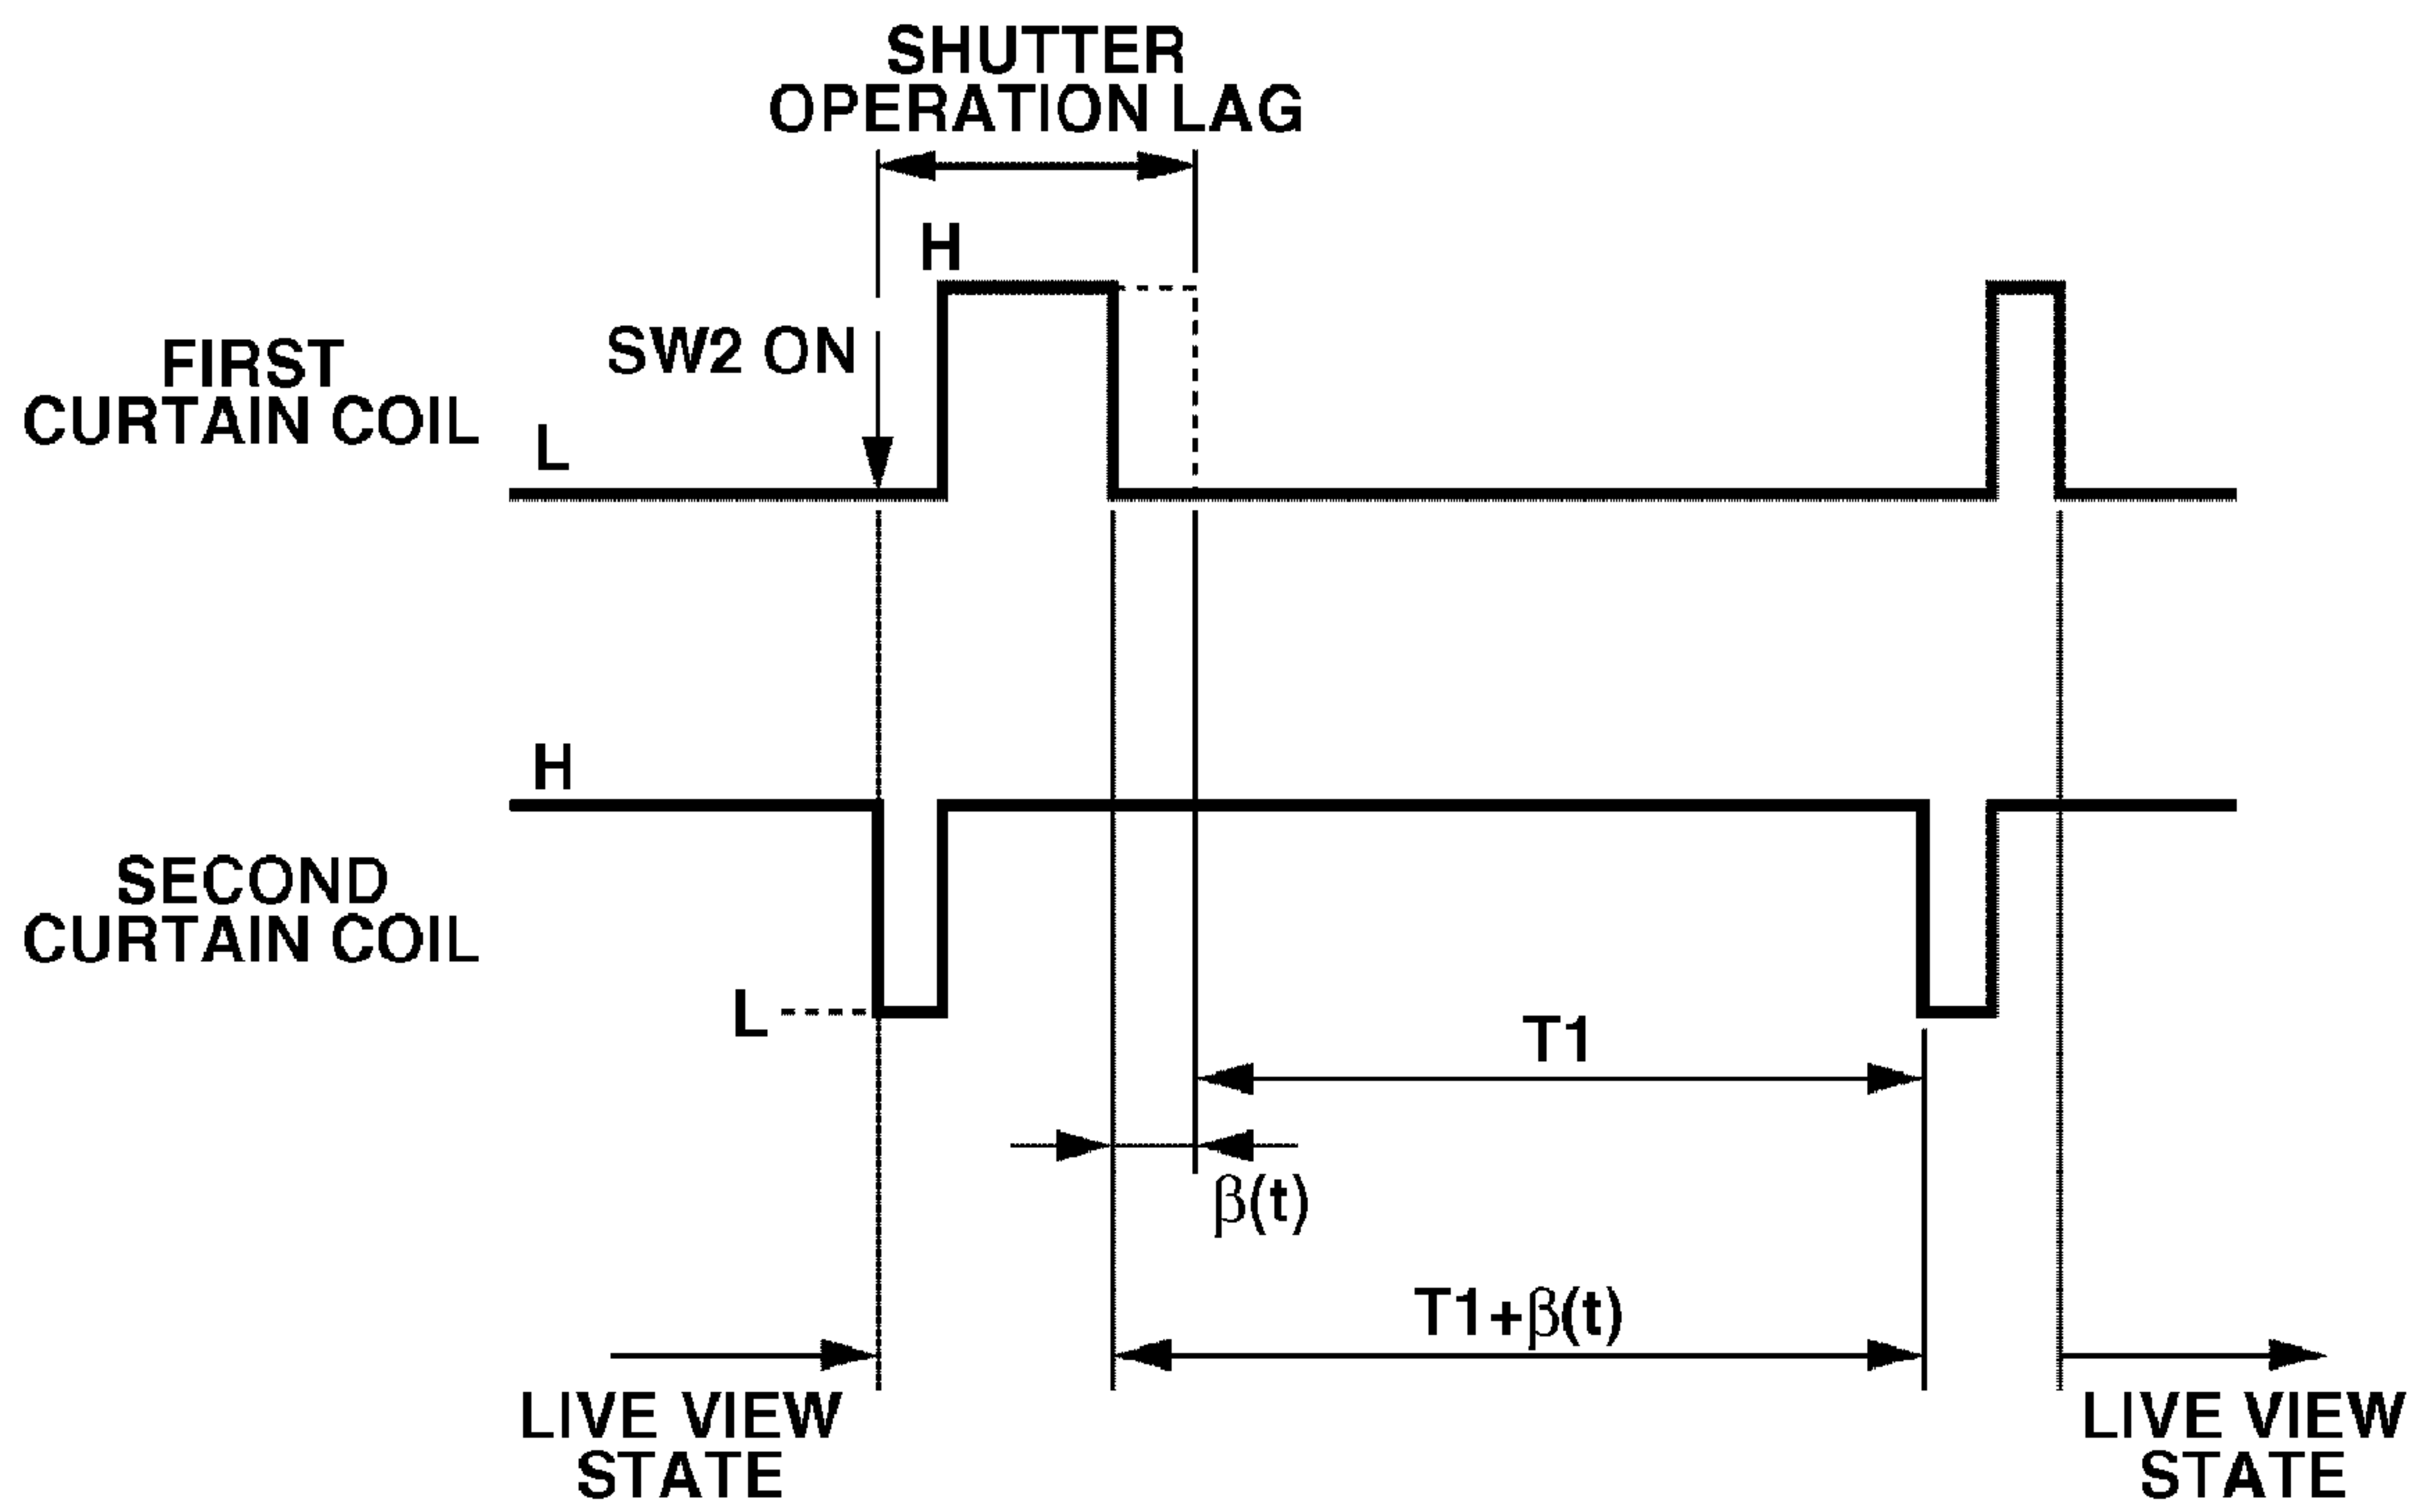 SHUTTER
OPERATION LAG
H
SW2 ON
FIRST
CURTAIN COIL
L
H
SECOND
CURTAIN COIL
L
T1
β(t)
T1+β(t)
LIVE VIEW
STATE
LIVE VIEW
STATE